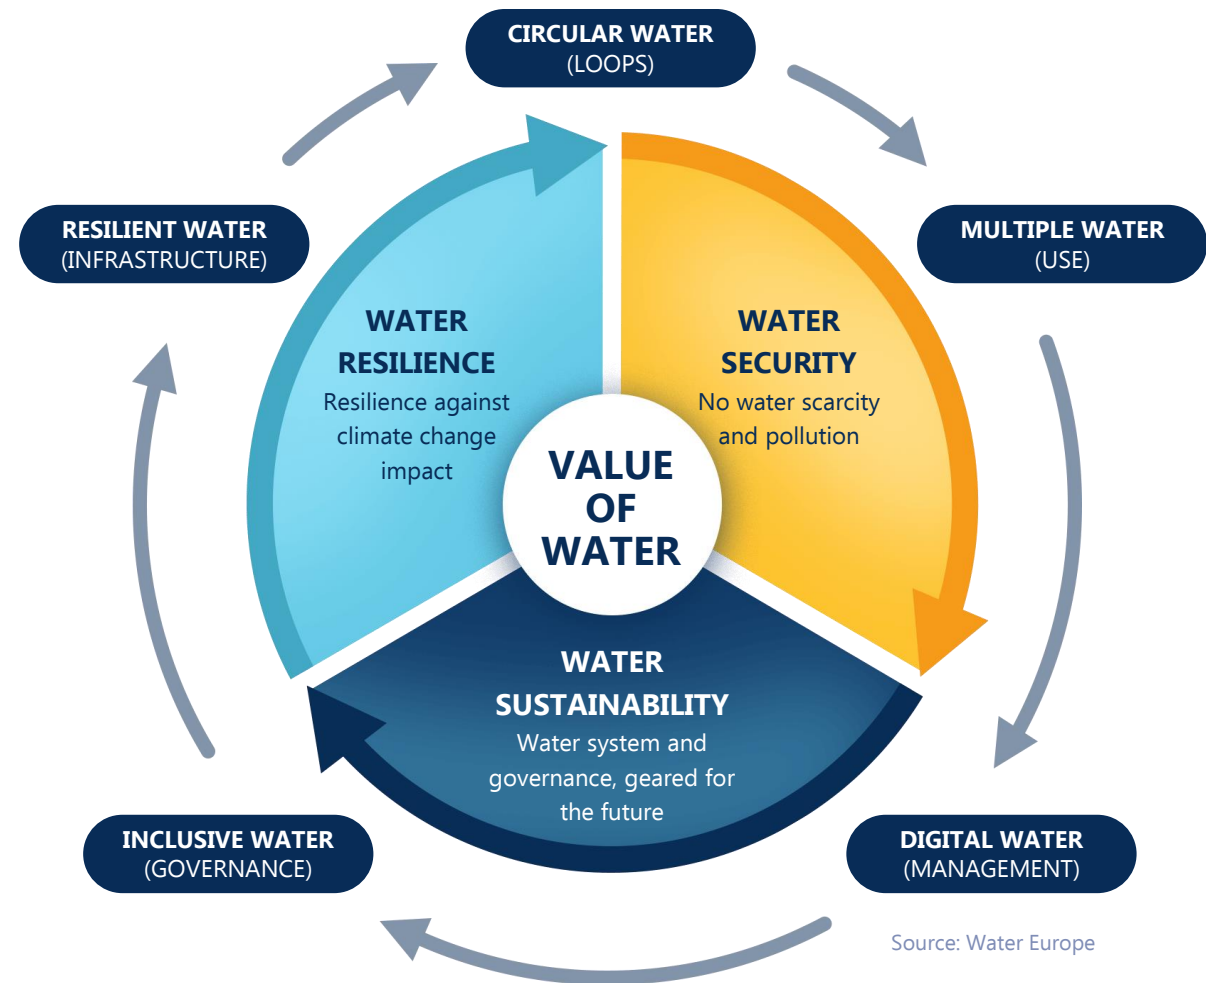 CIRCULAR WATER
(LOOPS)
RESILIENT WATER
(INFRASTRUCTURE)
MULTIPLE WATER
(USE)
WATER
RESILIENCE
Resilience against
climate change
impact
WATER
SECURITY
No water scarcity
and pollution
VALUE
OF
WATER
WATER
SUSTAINABILITY
Water system and
governance, geared for
the future
INCLUSIVE WATER
(GOVERNANCE)
DIGITAL WATER
(MANAGEMENT)
Source: Water Europe